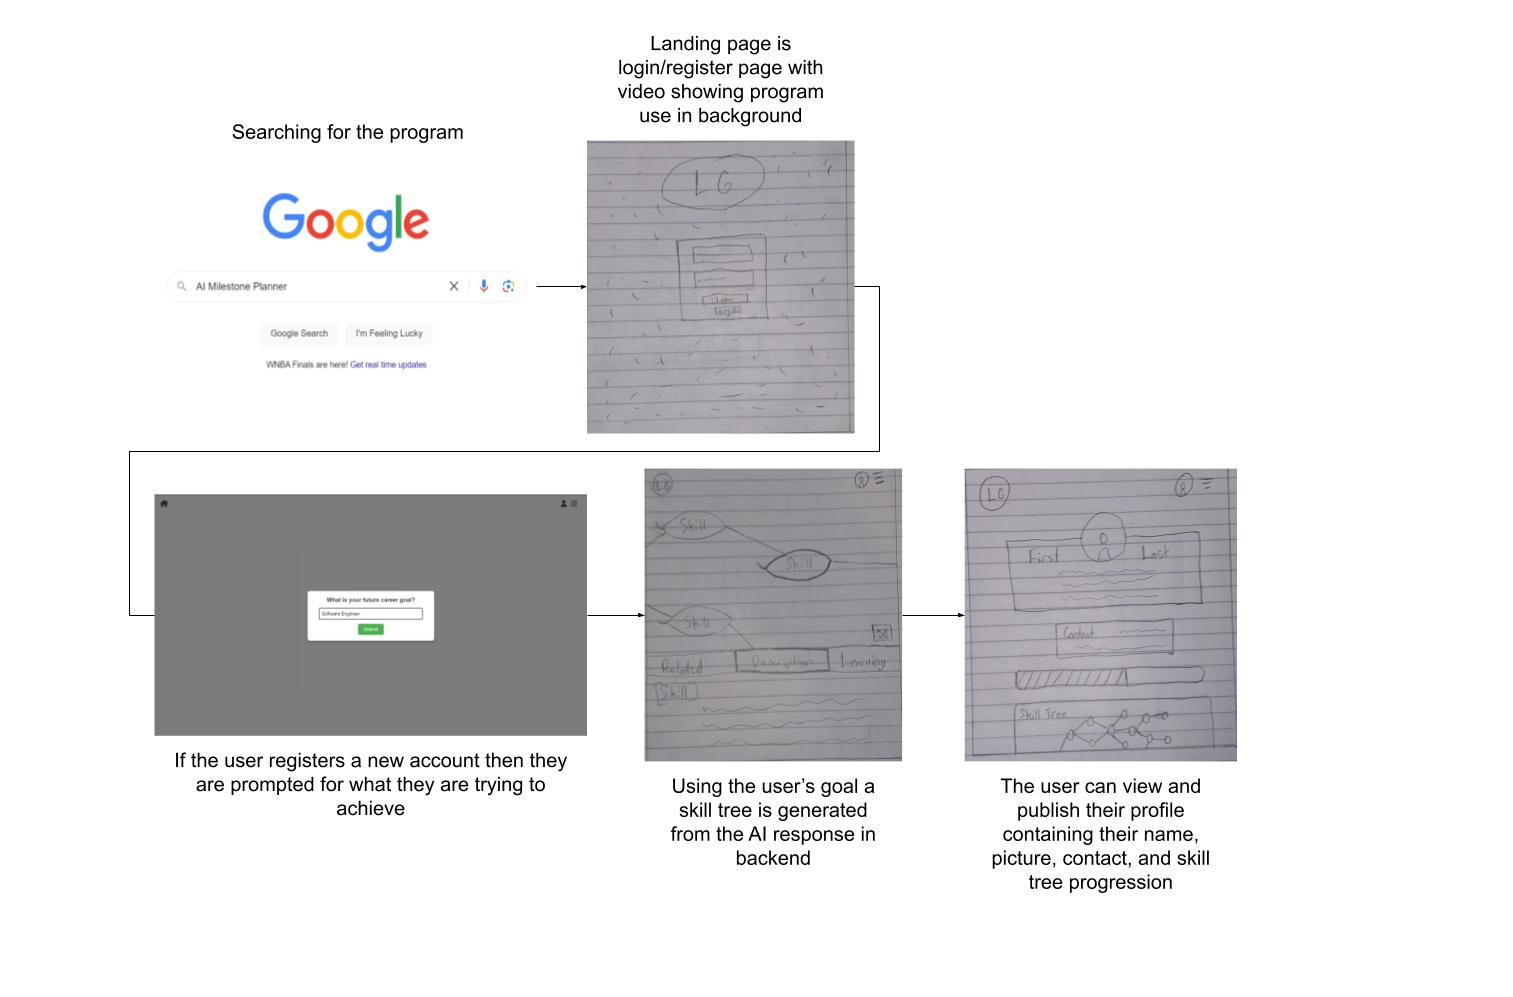 Landing page is
login/register page with
video showing program
use in background
Searching for the program
Google
AI Milestone Planner
Google Search
I'm Feeling Lucky
WNBA Finals are here! Get real time updates
LG
What is your future career goal?
Software Engineer
Submit
If the user registers a new account then they
are prompted for what they are trying to
achieve
LG
Skill
Skill
Skill
Related
Description
Learning
[Skill]
Using the user’s goal a
skill tree is generated
from the AI response in
backend
LG
First
Last
Contact
Skill Tree
The user can view and
publish their profile
containing their name,
picture, contact, and skill
tree progression